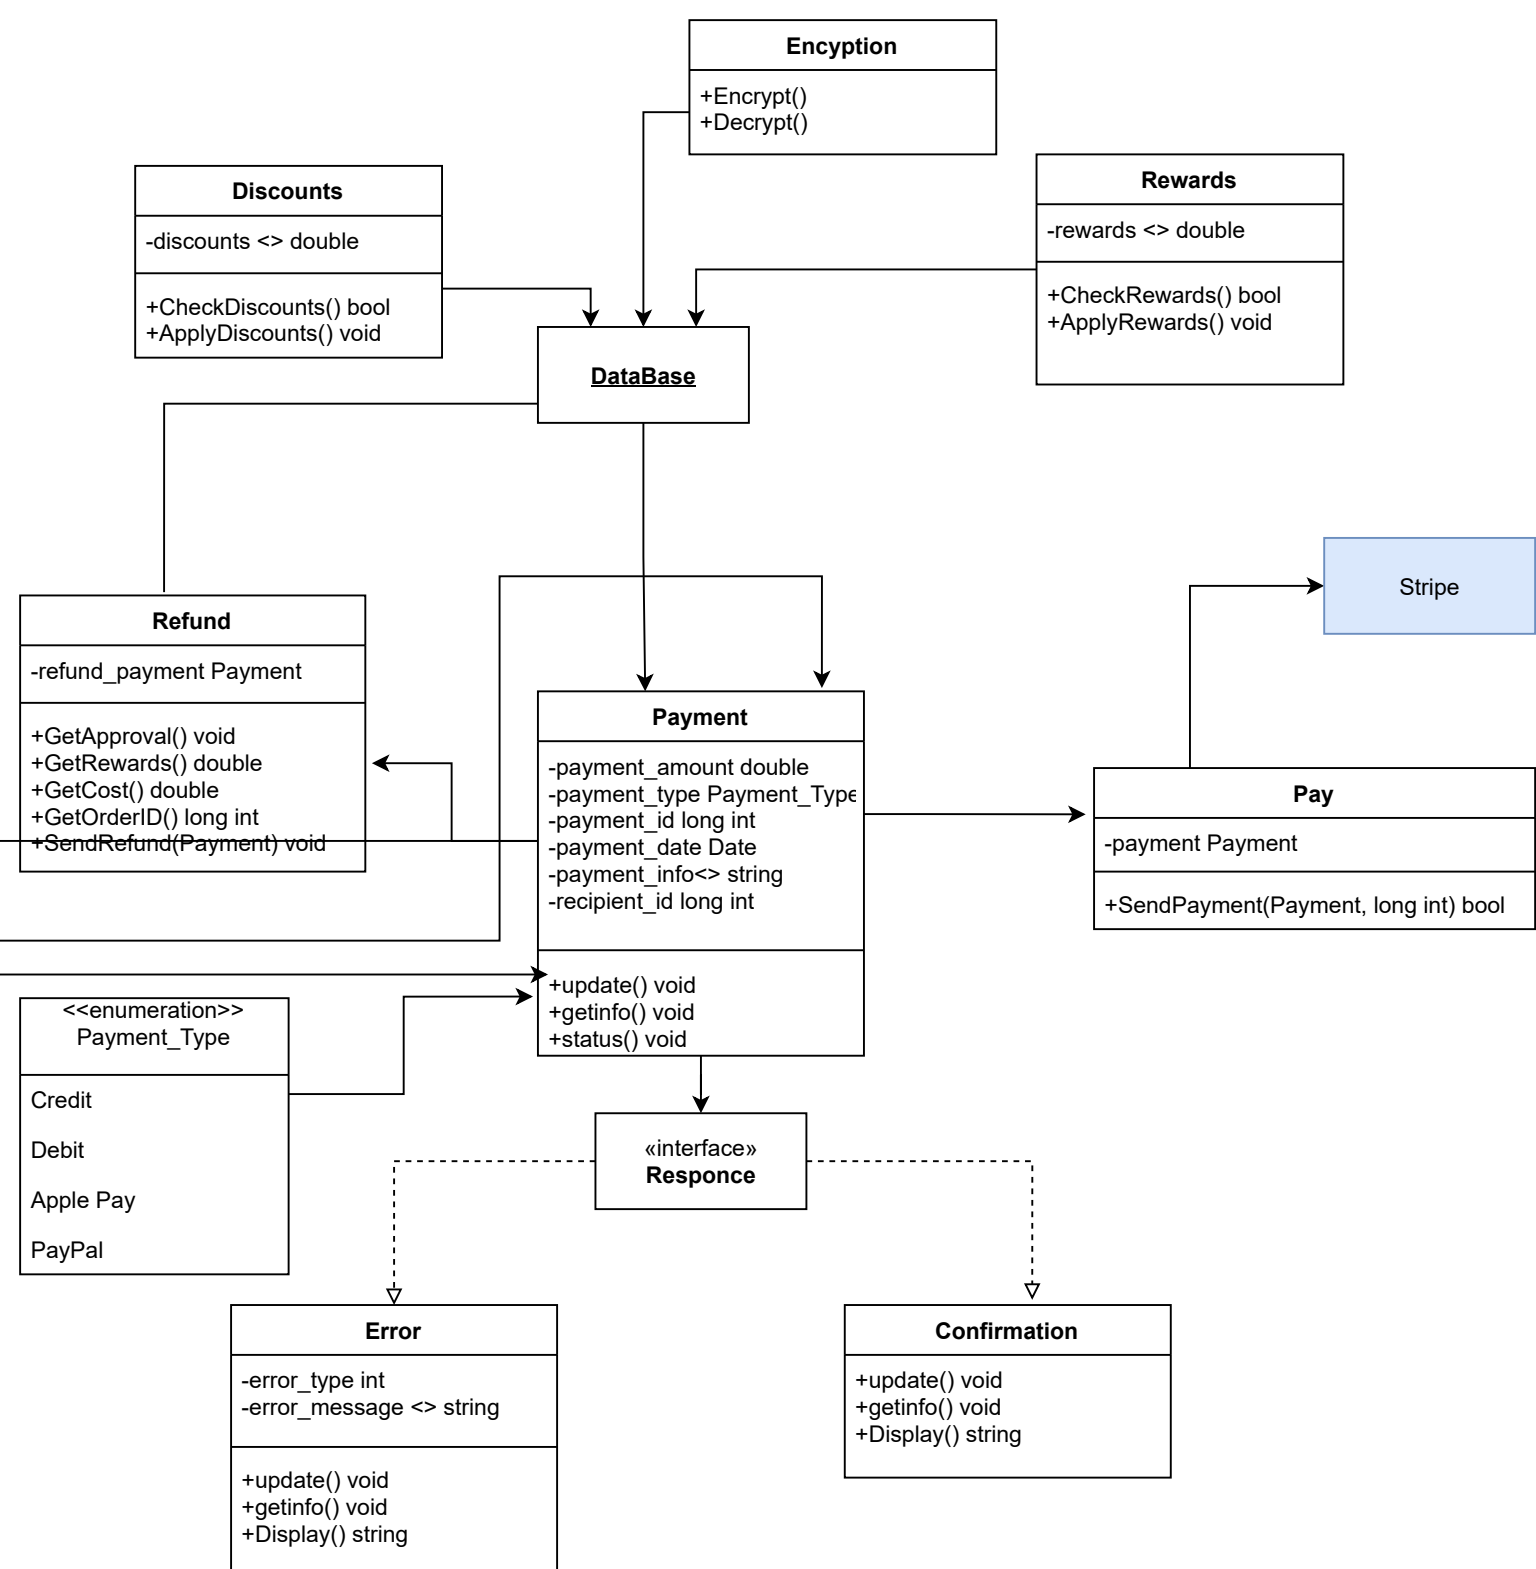 Encyption
+Encrypt()
+Decrypt()
Discounts
-discounts <> double
+CheckDiscounts() bool
+ApplyDiscounts() void
Rewards
-rewards <> double
+CheckRewards() bool
+ApplyRewards() void
DataBase
Stripe
Refund
-refund_payment Payment
+GetApproval() void
+GetRewards() double
+GetCost() double
+GetOrderID() long int
+SendRefund(Payment) void
Payment
-payment_amount double
-payment_type Payment_Type
-payment_id long int
-payment_date Date
-payment_info<> string
-recipient_id long int
+update() void
+getinfo() void
+status() void
Pay
-payment Payment
+SendPayment(Payment, long int) bool
<<enumeration>>
Payment_Type
Credit
Debit
Apple Pay
PayPal
«interface»
Responce
Error
-error_type int
-error_message <> string
+update() void
+getinfo() void
+Display() string
Confirmation
+update() void
+getinfo() void
+Display() string